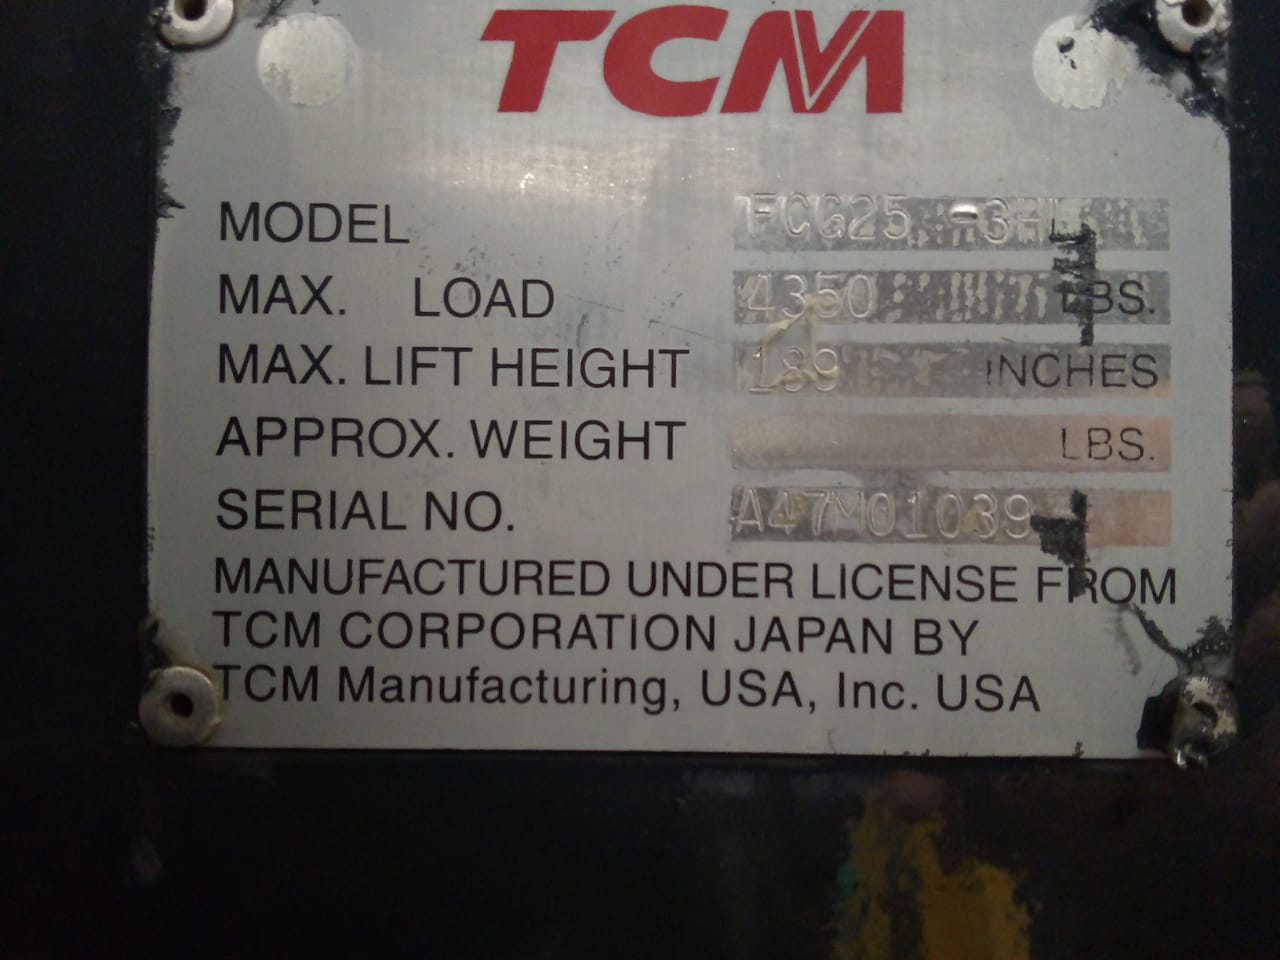 TCM
MODEL FCG25 -3HL
MAX. LOAD 4350 LBS.
MAX. LIFT HEIGHT 189 INCHES
APPROX. WEIGHT LBS.
SERIAL NO. A47M01039
MANUFACTURED UNDER LICENSE FROM
TCM CORPORATION JAPAN BY
TCM Manufacturing, USA, Inc. USA